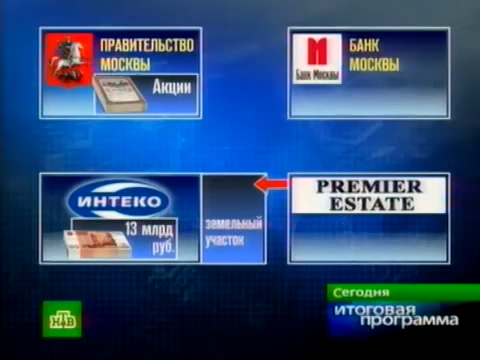 ПРАВИТЕЛЬСТВО
МОСКВЫ
Акции
БАНК
МОСКВЫ
Банк Москвы
ИНТЕКО
13 млрд
руб.
земельный
участок
PREMIER
ESTATE
НТВ
Сегодня
итоговая
программа